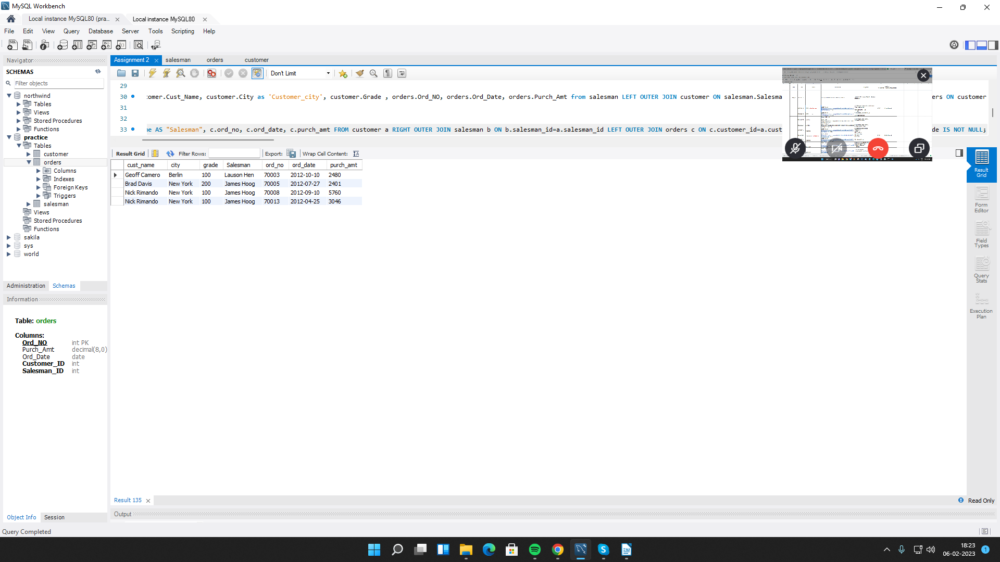 MySQL Workbench
Local instance MySQL80 (pra...
Local instance MySQL80
File Edit View Query Database Server Tools Scripting Help
Navigator
SCHEMAS
Filter objects
northwind
Tables
Views
Stored Procedures
Functions
practice
Tables
customer
orders
Columns
Indexes
Foreign Keys
Triggers
salesman
Views
Stored Procedures
Functions
sakila
sys
world
Administration Schemas
Information
Table: orders
Columns:
Ord_NO int PK
Purch_Amt decimal(8,0)
Ord_Date date
Customer_ID int
Salesman_ID int
Object Info Session
Query Completed
Assignment 2 salesman orders customer
Don't Limit
29
30 tomer.Cust_Name, customer.City as 'Customer_city', customer.Grade , orders.Ord_NO, orders.Ord_Date, orders.Purch_Amt from salesman LEFT OUTER JOIN customer ON salesman.Salesma ers ON customer
31
32
33 me AS "Salesman", c.ord_no, c.ord_date, c.purch_amt FROM customer a RIGHT OUTER JOIN salesman b ON b.salesman_id=a.salesman_id LEFT OUTER JOIN orders c ON c.customer_id=a.cust de IS NOT NULL;
Result Grid Filter Rows: Export: Wrap Cell Content:
cust_name city grade Salesman ord_no ord_date purch_amt
Geoff Camero Berlin 100 Lauson Hen 70003 2012-10-10 2480
Brad Davis New York 200 James Hoog 70005 2012-07-27 2401
Nick Rimando New York 100 James Hoog 70008 2012-09-10 5760
Nick Rimando New York 100 James Hoog 70013 2012-04-25 3046
Result
Grid
Form
Editor
Field
Types
Query
Stats
Execution
Plan
Result 135
Read Only
Output
18:23
06-02-2023
1